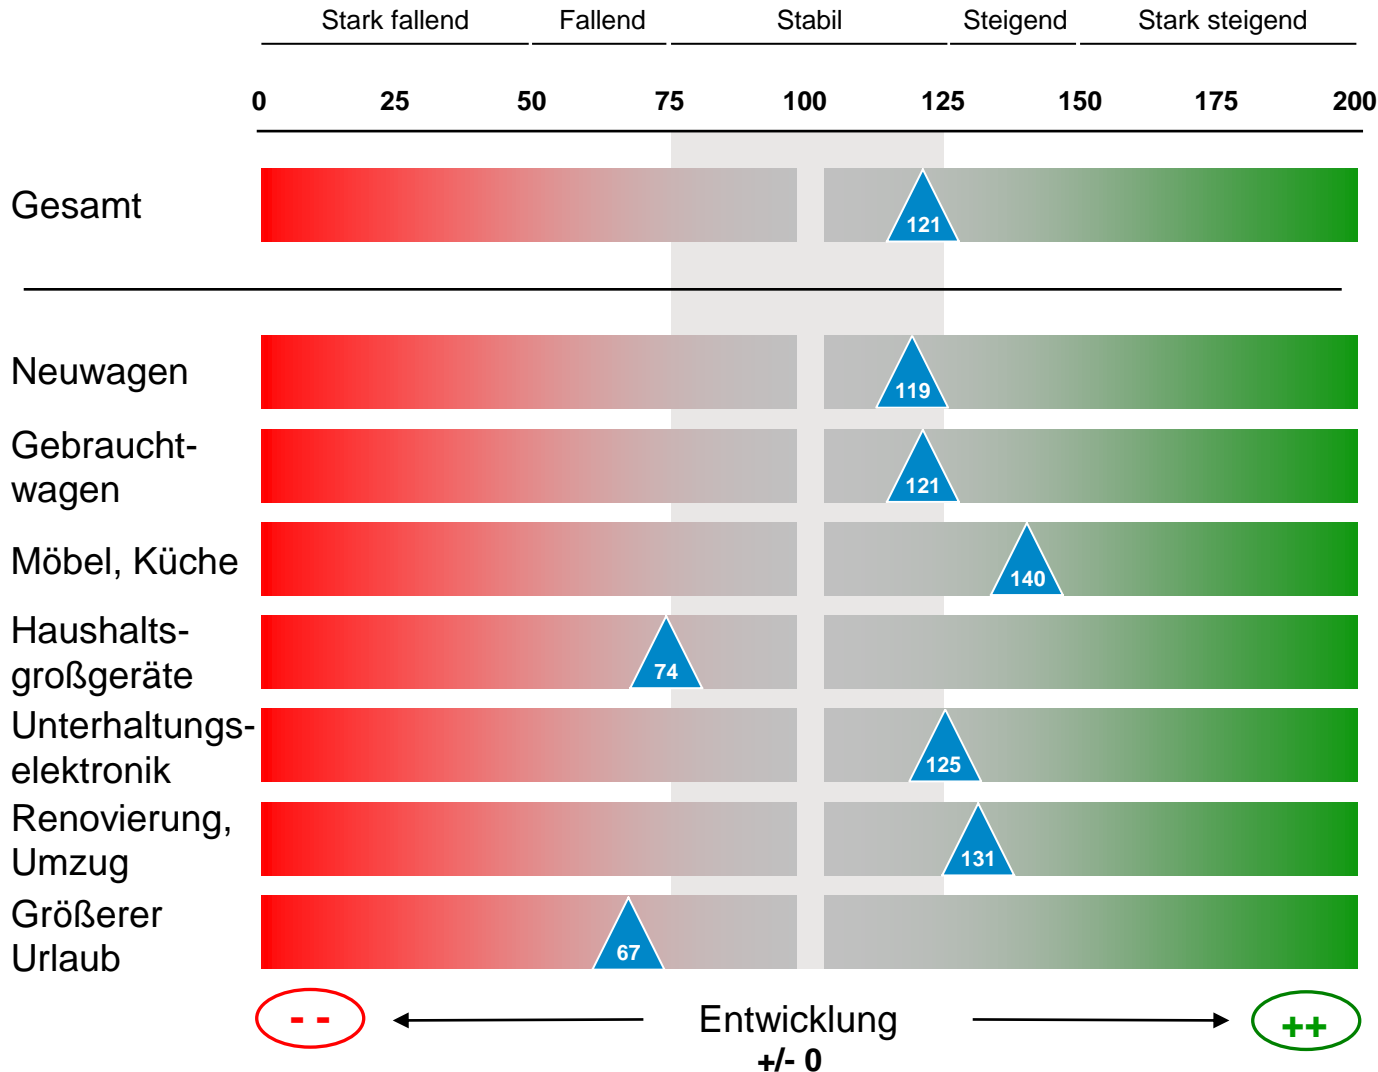 Stark fallend Fallend Stabil Steigend Stark steigend
0 25 50 75 100 125 150 175 200
Gesamt
121
Neuwagen
119
Gebraucht-
wagen
121
Möbel, Küche
140
Haushalts-
großgeräte
74
Unterhaltungs-
elektronik
125
Renovierung,
Umzug
131
Größerer
Urlaub
67
- - Entwicklung ++
+/- 0